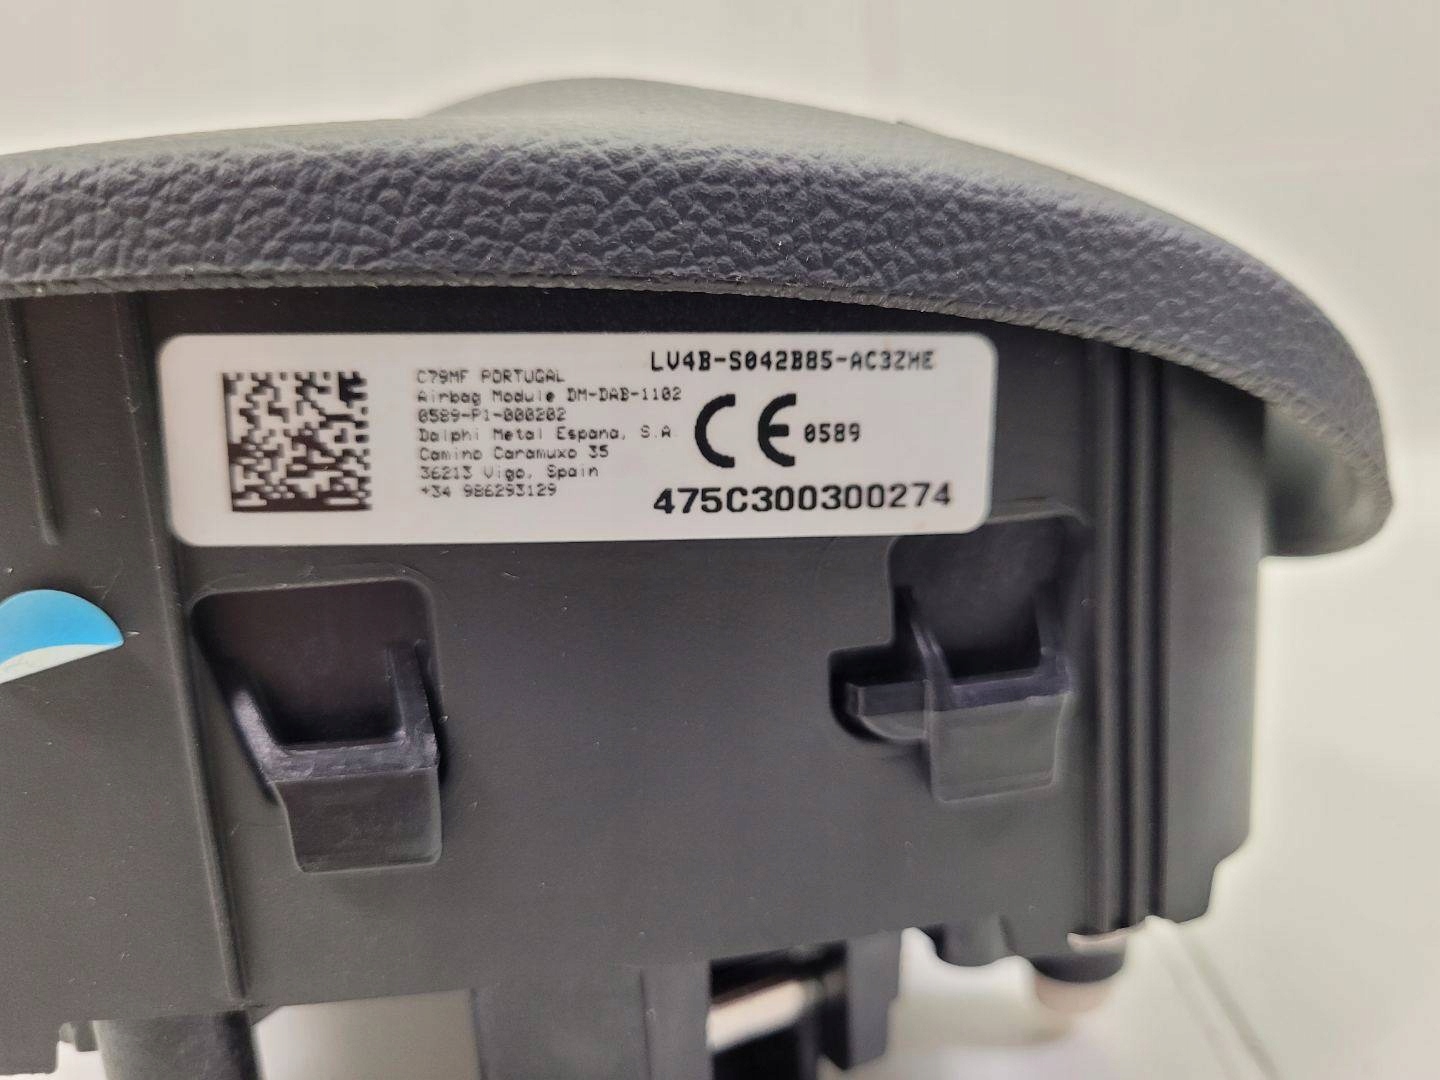 LV4B-S042B85-AC3ZHE
C79MF PORTUGAL
Airbag Module DM-DAB-1102
0589-P1-000202
Dalphi Metal Espana, S.A.
Camino Caramuxo 35
36213 Vigo, Spain
+34 986293129
CE 0589
475C300300274